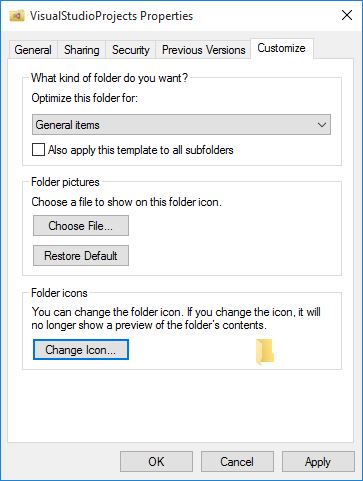 VisualStudioProjects Properties
General Sharing Security Previous Versions Customize
What kind of folder do you want?
Optimize this folder for:
General items
Also apply this template to all subfolders
Folder pictures
Choose a file to show on this folder icon.
Choose File...
Restore Default
Folder icons
You can change the folder icon. If you change the icon, it will
no longer show a preview of the folder's contents.
Change Icon...
OK Cancel Apply